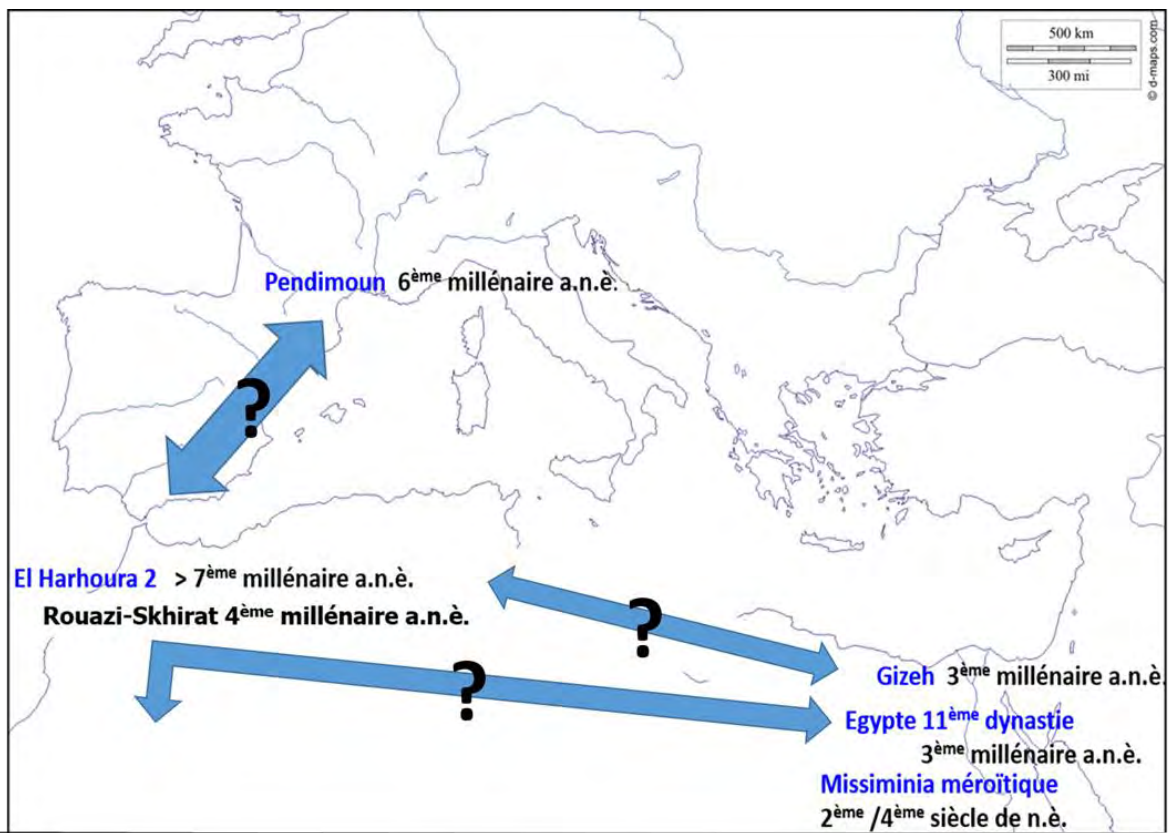 500 km
300 mi
© d-maps.com
Pendimoun 6ème millénaire a.n.è.
?
El Harhoura 2 > 7ème millénaire a.n.è.
Rouazi-Skhirat 4ème millénaire a.n.è.
?
?
Gizeh 3ème millénaire a.n.è.
Egypte 11ème dynastie
3ème millénaire a.n.è.
Missiminia méroïtique
2ème /4ème siècle de n.è.